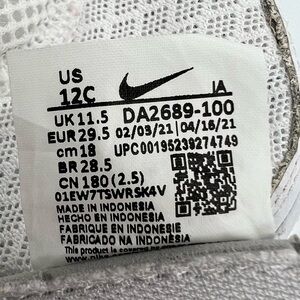 US
12C
IA
UK 11.5 DA2689-100
EUR 29.5 02/03/21 04/16/21
cm 18 UPC00195239274749
BR 28.5
CN 180 (2.5)
01EW7TSWRSK4V
MADE IN INDONESIA
HECHO EN INDONESIA
FABRIQUE EN INDONESIE
FABRICADO NA INDONESIA